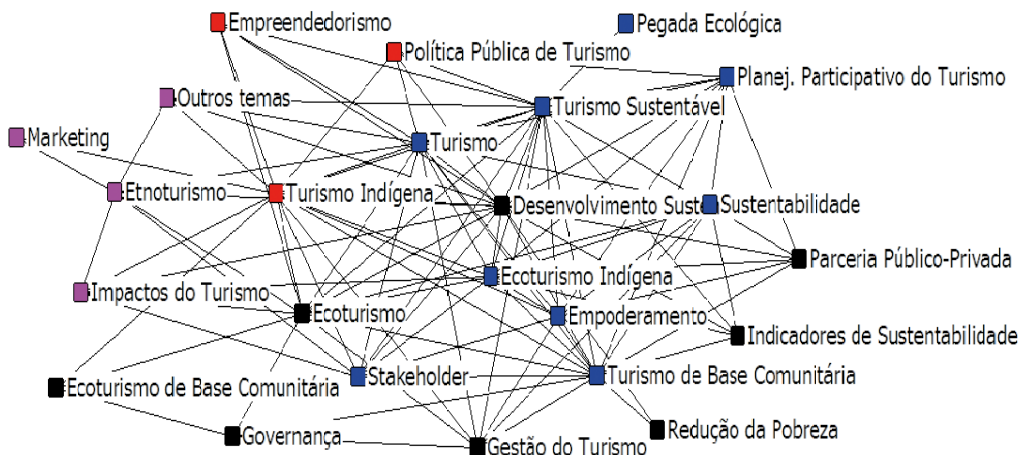 Empreendedorismo
Pegada Ecológica
Política Pública de Turismo
Planej. Participativo do Turismo
Outros temas
Turismo Sustentável
Marketing
Turismo
Etnoturismo
Turismo Indígena
Desenvolvimento Suste
Sustentabilidade
Parceria Público-Privada
Ecoturismo Indígena
Impactos do Turismo
Ecoturismo
Empoderamento
Indicadores de Sustentabilidade
Ecoturismo de Base Comunitária
Stakeholder
Turismo de Base Comunitária
Governança
Gestão do Turismo
Redução da Pobreza